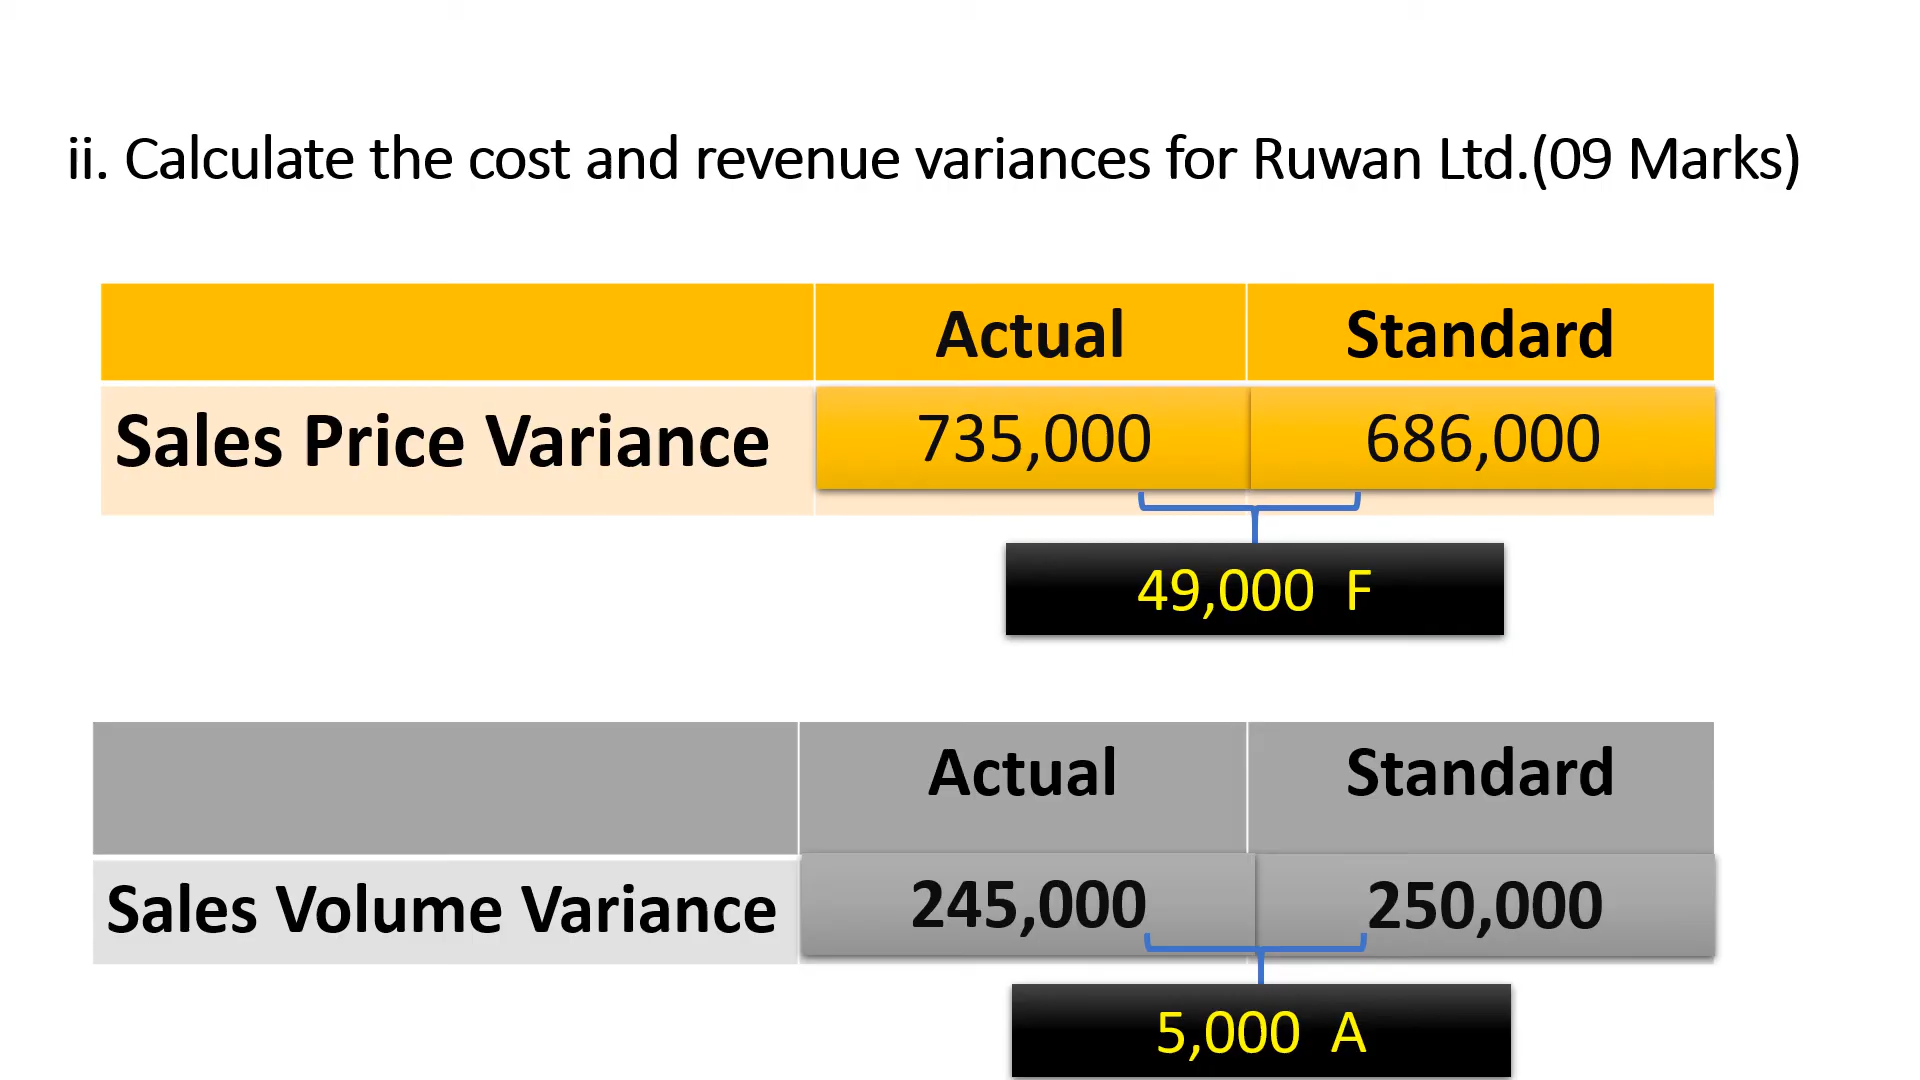 ii. Calculate the cost and revenue variances for Ruwan Ltd.(09 Marks)
Actual Standard
Sales Price Variance 735,000 686,000
49,000 F
Actual Standard
Sales Volume Variance 245,000 250,000
5,000 A